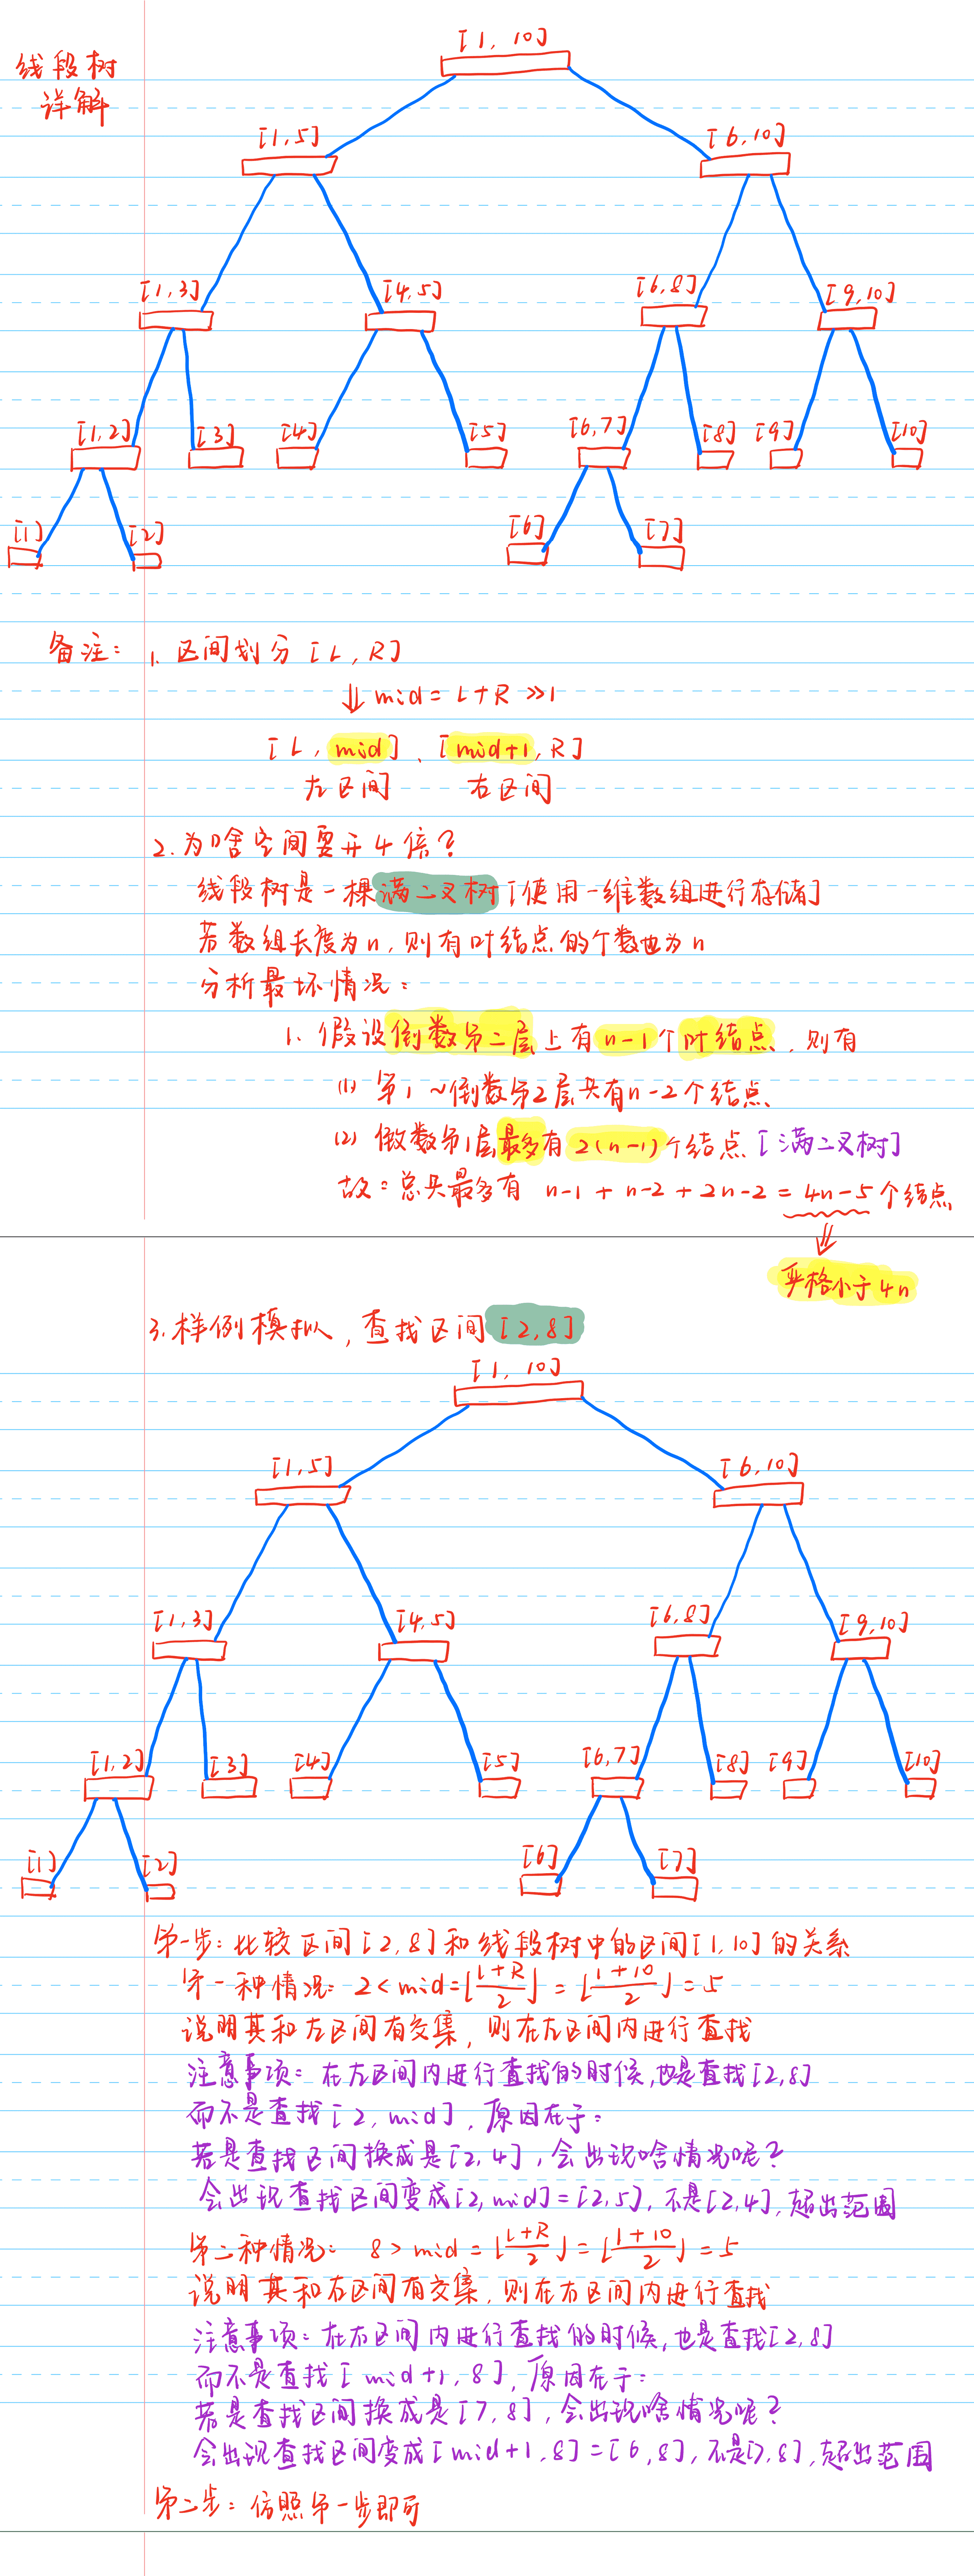 线段树
详解
[1, 10]
[1,5]
[6,10]
[1,3]
[4,5]
[6,8]
[9,10]
[1,2]
[3]
[4]
[5]
[6,7]
[8]
[9]
[10]
[1]
[2]
[6]
[7]
备注: 1. 区间划分 [L, R]
⇓ mid = L+R >>1
[L, mid]、[mid+1, R]
左区间 右区间
2. 为啥空间要开4倍?
线段树是一棵满二叉树[使用一维数组进行存储]
若数组长度为n, 则有叶结点的个数也为n
分析最坏情况:
1. 假设倒数第二层上有n-1个叶结点, 则有
(1) 第1~倒数第2层共有n-2个结点
(2) 倒数第1层最多有2(n-1)个结点[满二叉树]
故: 总共最多有 n-1+n-2+2n-2=4n-5个结点
⇓
严格小于4n
3. 样例模拟, 查找区间[2,8]
[1, 10]
[1,5]
[6,10]
[1,3]
[4,5]
[6,8]
[9,10]
[1,2]
[3]
[4]
[5]
[6,7]
[8]
[9]
[10]
[1]
[2]
[6]
[7]
第一步: 比较区间[2,8]和线段树中的区间[1,10]的关系
第一种情况: 2<mid=⌊(L+R)/2⌋=⌊(1+10)/2⌋=5
说明其和左区间有交集, 则在左区间内进行查找
注意事项: 在左区间内进行查找的时候, 也是查找[2,8]
而不是查找[2, mid], 原因在于:
若是查找区间换成是[2,4], 会出现啥情况呢?
会出现查找区间变成[2,mid]=[2,5], 不是[2,4], 超出范围
第二种情况: 8>mid=⌊(L+R)/2⌋=⌊(1+10)/2⌋=5
说明其和右区间有交集, 则在右区间内进行查找
注意事项: 在右区间内进行查找的时候, 也是查找[2,8]
而不是查找[mid+1, 8], 原因在于:
若是查找区间换成是[7,8], 会出现啥情况呢?
会出现查找区间变成[mid+1,8]=[6,8], 不是[7,8], 超出范围
第二步: 仿照第一步即可